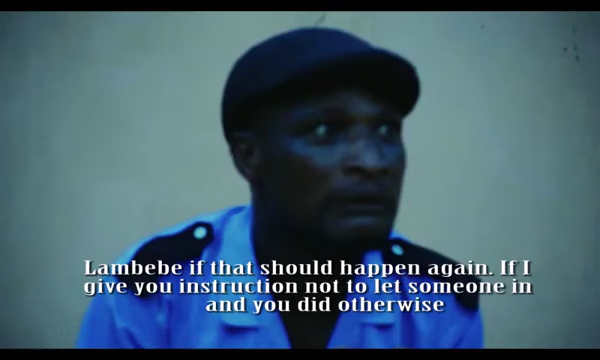 Lambebe if that should happen again. If I
give you instruction not to let someone in
and you did otherwise